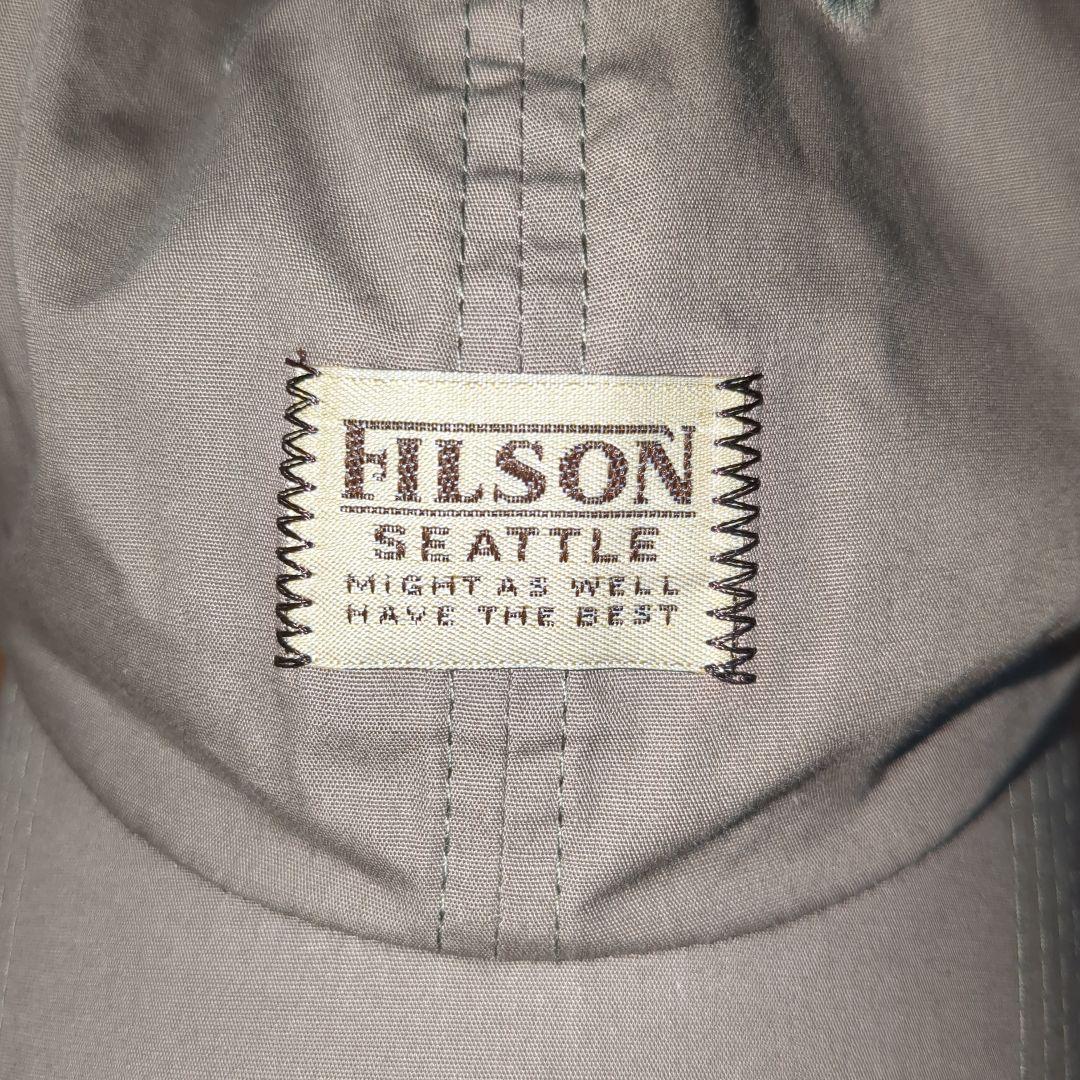 FILSON
SEATTLE
MIGHT AS WELL
HAVE THE BEST